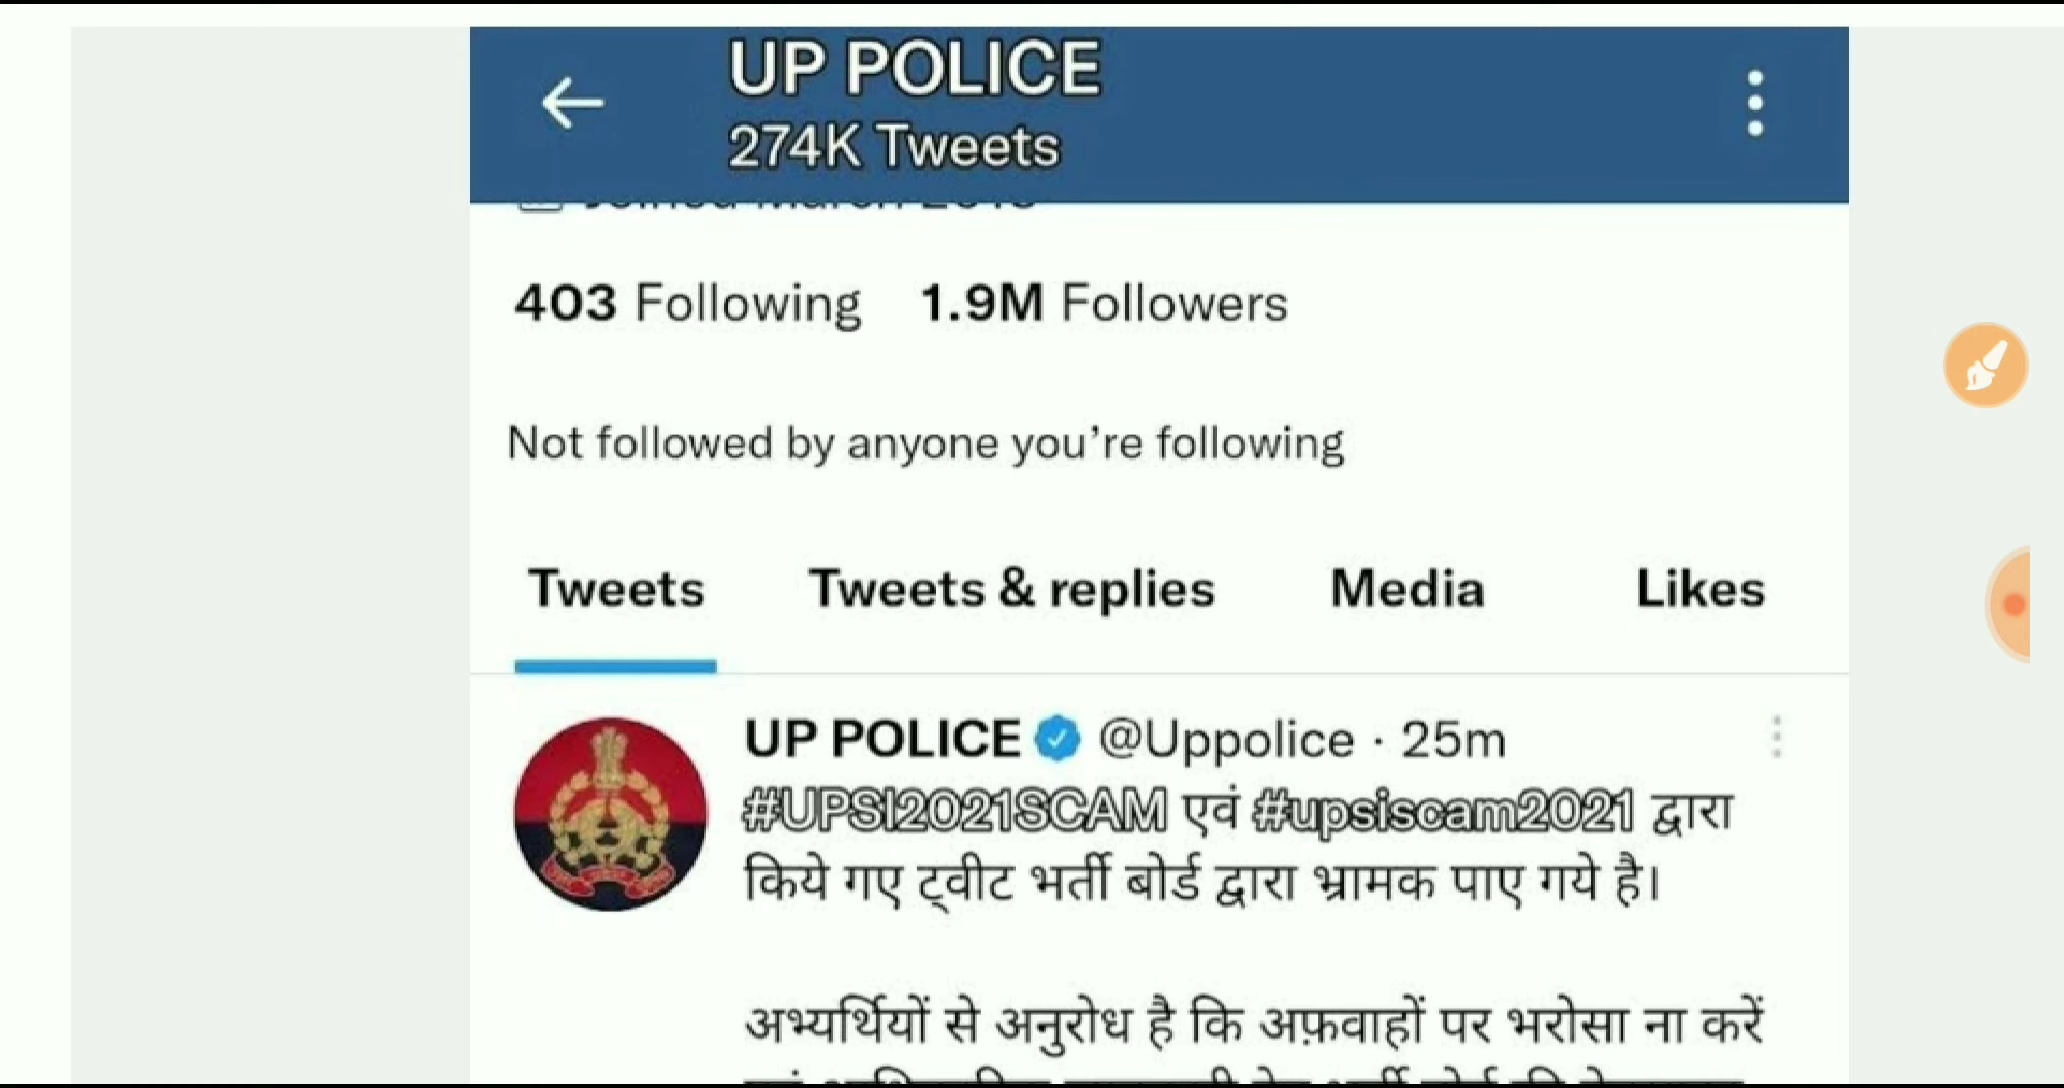 UP POLICE
274K Tweets
403 Following 1.9M Followers
Not followed by anyone you’re following
Tweets Tweets & replies Media Likes
UP POLICE @Uppolice · 25m
#UPSI2021SCAM एवं #upsiscam2021 द्वारा
किये गए ट्वीट भर्ती बोर्ड द्वारा भ्रामक पाए गये है।
अभ्यर्थियों से अनुरोध है कि अफ़वाहों पर भरोसा ना करें